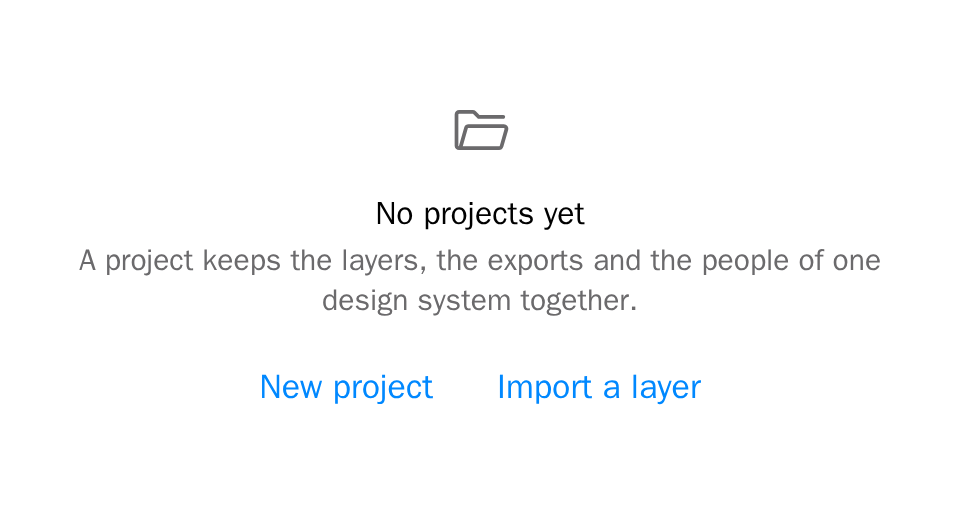 No projects yet
A project keeps the layers, the exports and the people of one
design system together.
New project
Import a layer